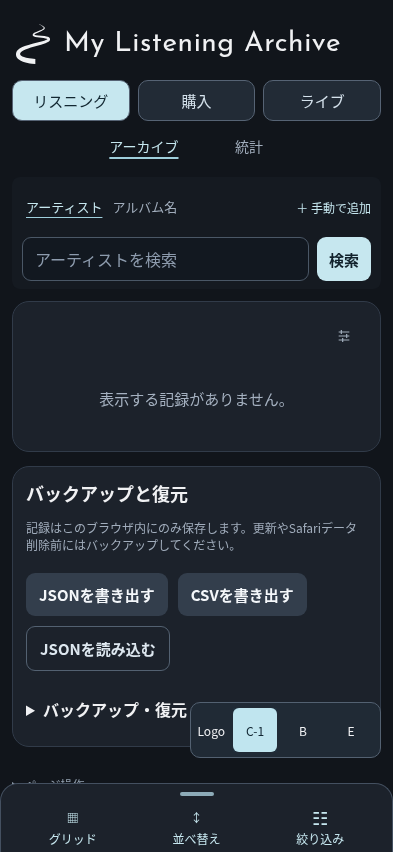 My Listening Archive
リスニング 購入 ライブ
アーカイブ 統計
アーティスト アルバム名 ＋手動で追加
アーティストを検索 検索
表示する記録がありません。
バックアップと復元
記録はこのブラウザ内にのみ保存します。更新やSafariデータ
削除前にはバックアップしてください。
JSONを書き出す CSVを書き出す
JSONを読み込む
▶ バックアップ・復元
Logo C-1 B E
グリッド 並べ替え 絞り込み